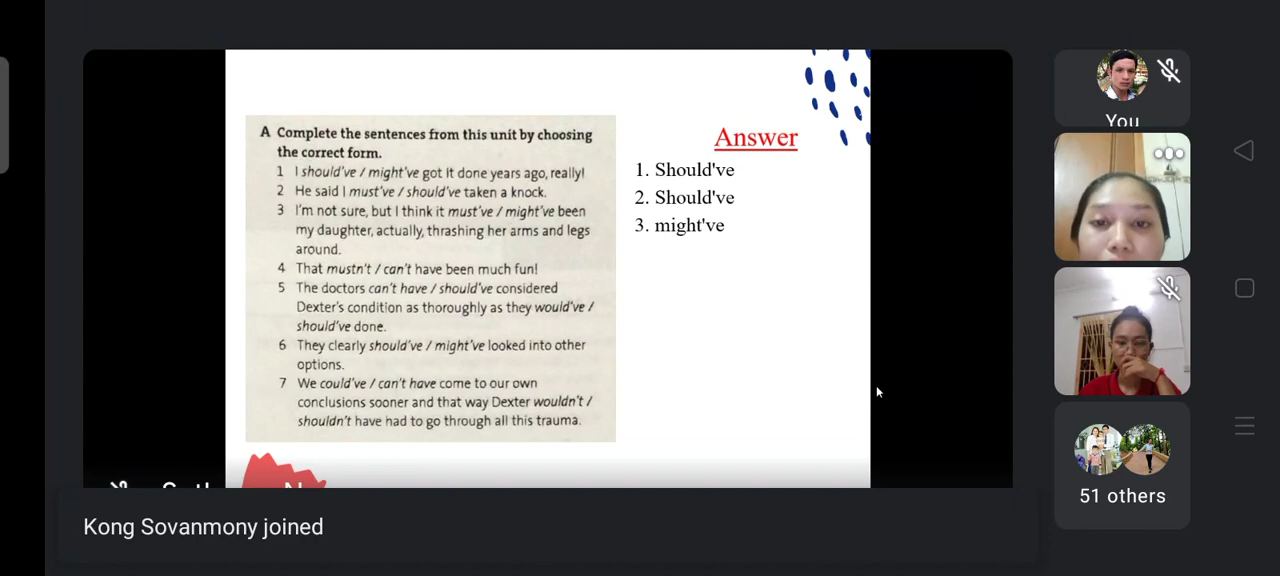 A Complete the sentences from this unit by choosing
the correct form.
1 I should've / might've got it done years ago, really!
2 He said I must've / should've taken a knock.
3 I'm not sure, but I think it must've / might've been
my daughter, actually, thrashing her arms and legs
around.
4 That mustn't / can't have been much fun!
5 The doctors can't have / should've considered
Dexter's condition as thoroughly as they would've /
should've done.
6 They clearly should've / might've looked into other
options.
7 We could've / can't have come to our own
conclusions sooner and that way Dexter wouldn't /
shouldn't have had to go through all this trauma.
Answer
1. Should've
2. Should've
3. might've
You
51 others
Kong Sovanmony joined